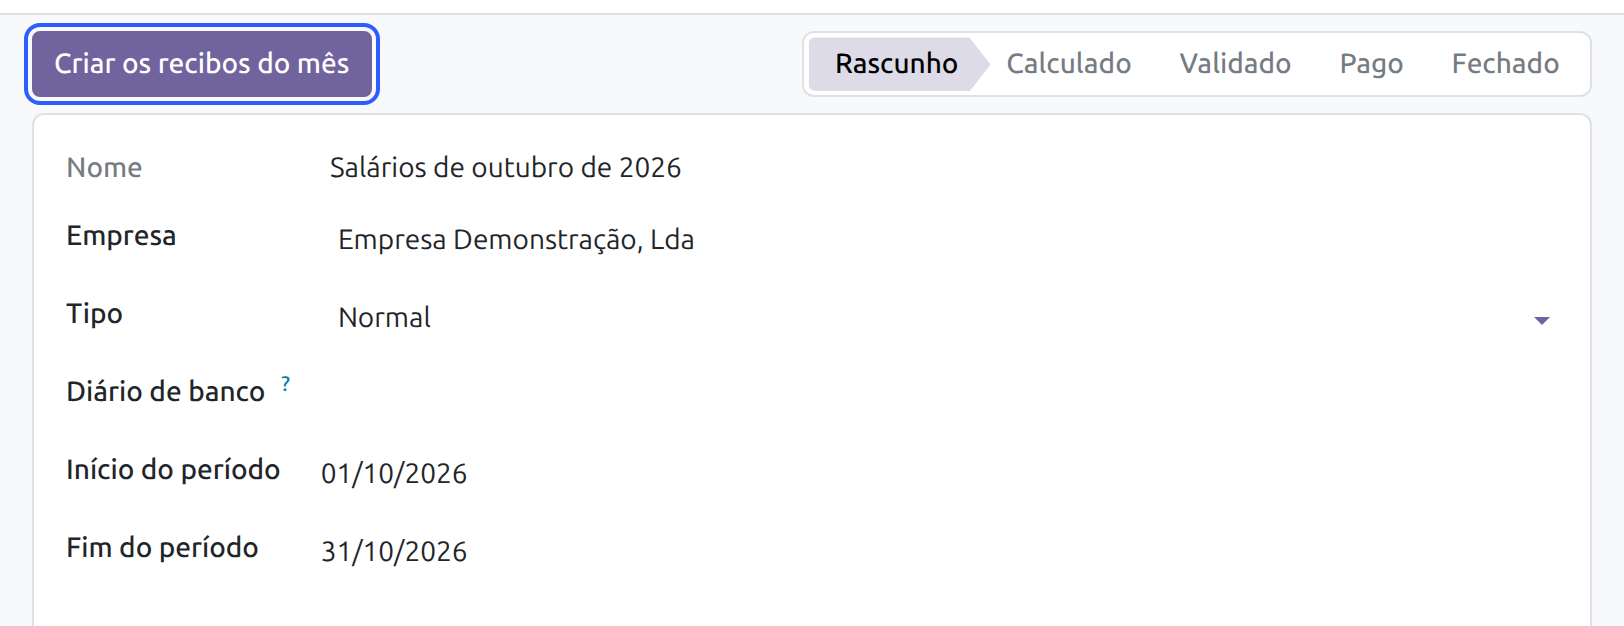 Criar os recibos do mês
Rascunho Calculado Validado Pago Fechado
Nome Salários de outubro de 2026
Empresa Empresa Demonstração, Lda
Tipo Normal
Diário de banco ?
Início do período 01/10/2026
Fim do período 31/10/2026